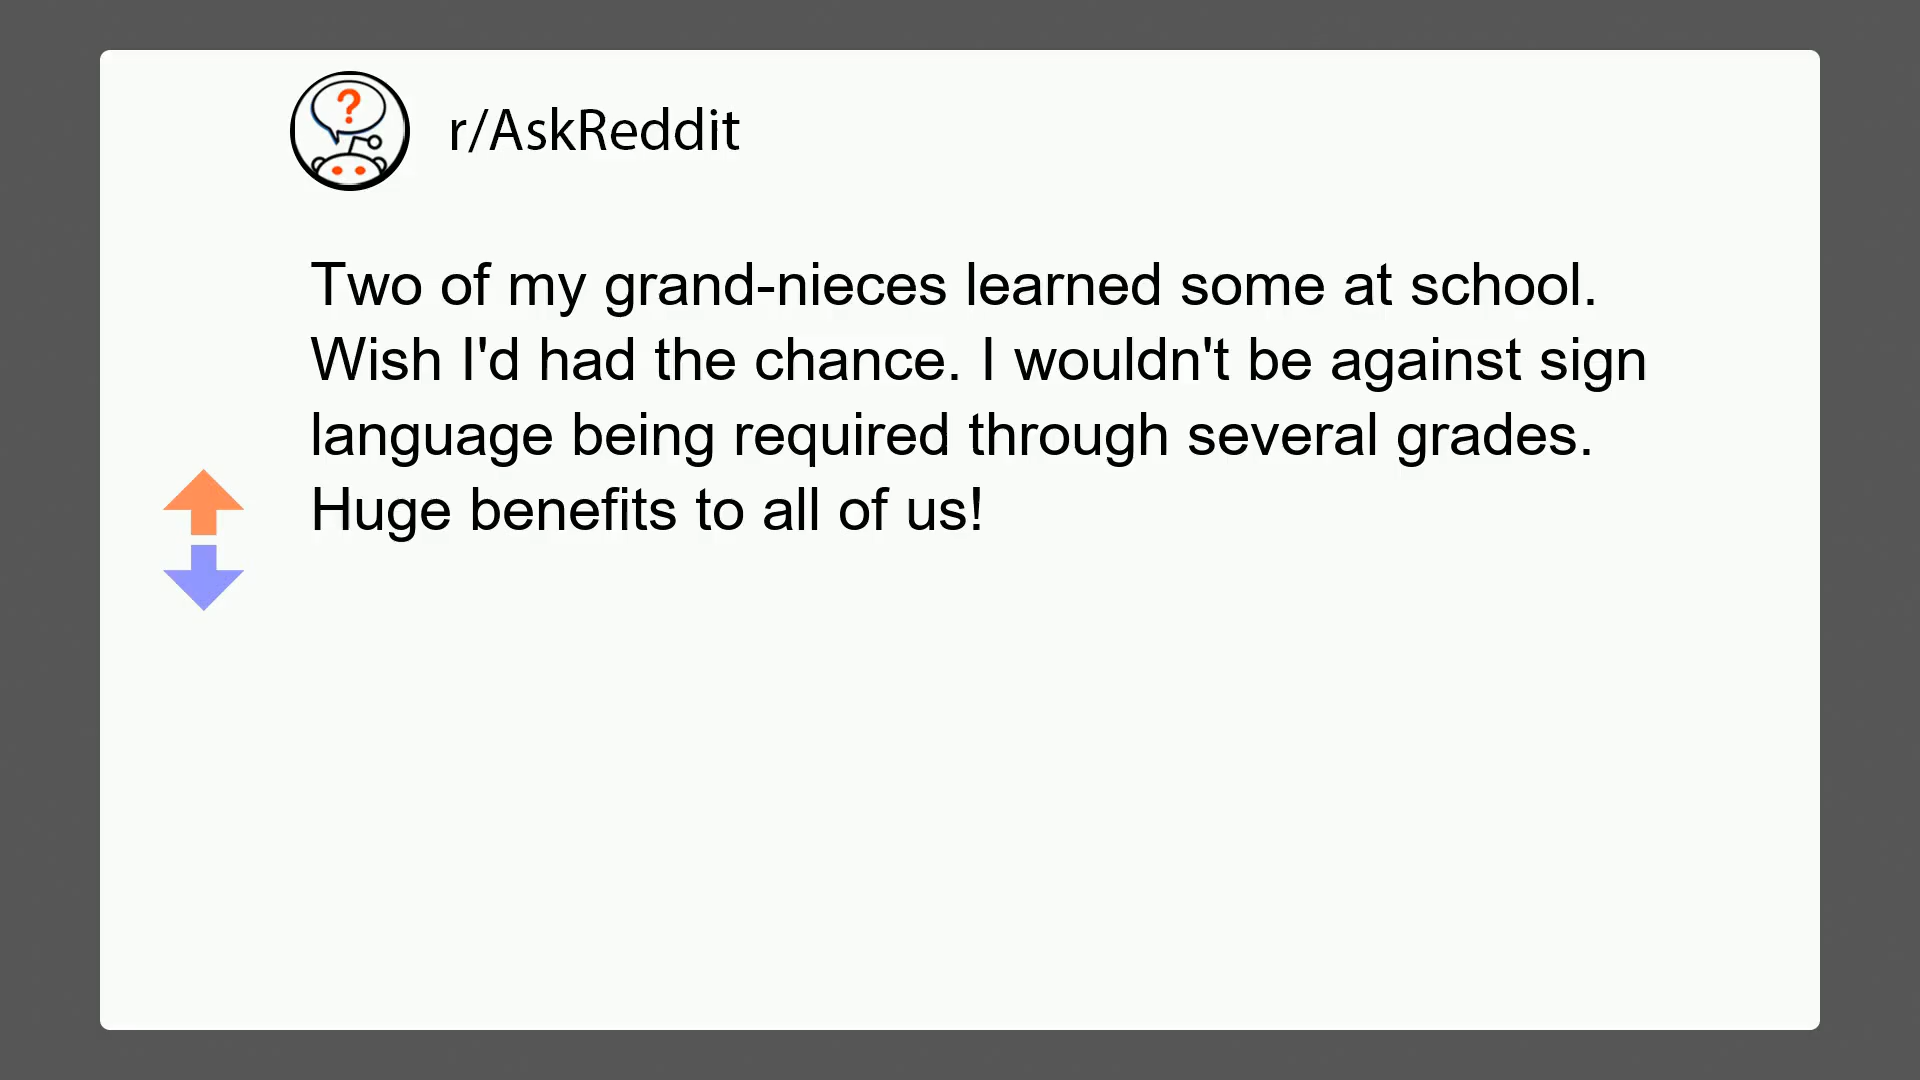 ?
r/AskReddit
Two of my grand-nieces learned some at school.
Wish I'd had the chance. I wouldn't be against sign
language being required through several grades.
Huge benefits to all of us!